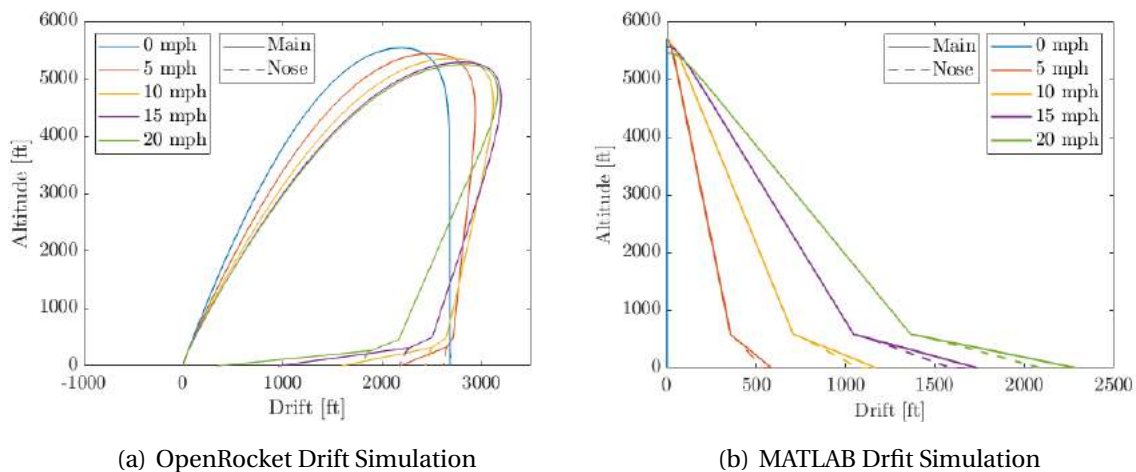 6000
5000
4000
3000
2000
1000
0
Altitude [ft]
0 mph
5 mph
10 mph
15 mph
20 mph
Main
Nose
-1000 0 1000 2000 3000
Drift [ft]
(a) OpenRocket Drift Simulation
6000
5000
4000
3000
2000
1000
0
Altitude [ft]
Main
Nose
0 mph
5 mph
10 mph
15 mph
20 mph
0 500 1000 1500 2000 2500
Drift [ft]
(b) MATLAB Drfit Simulation